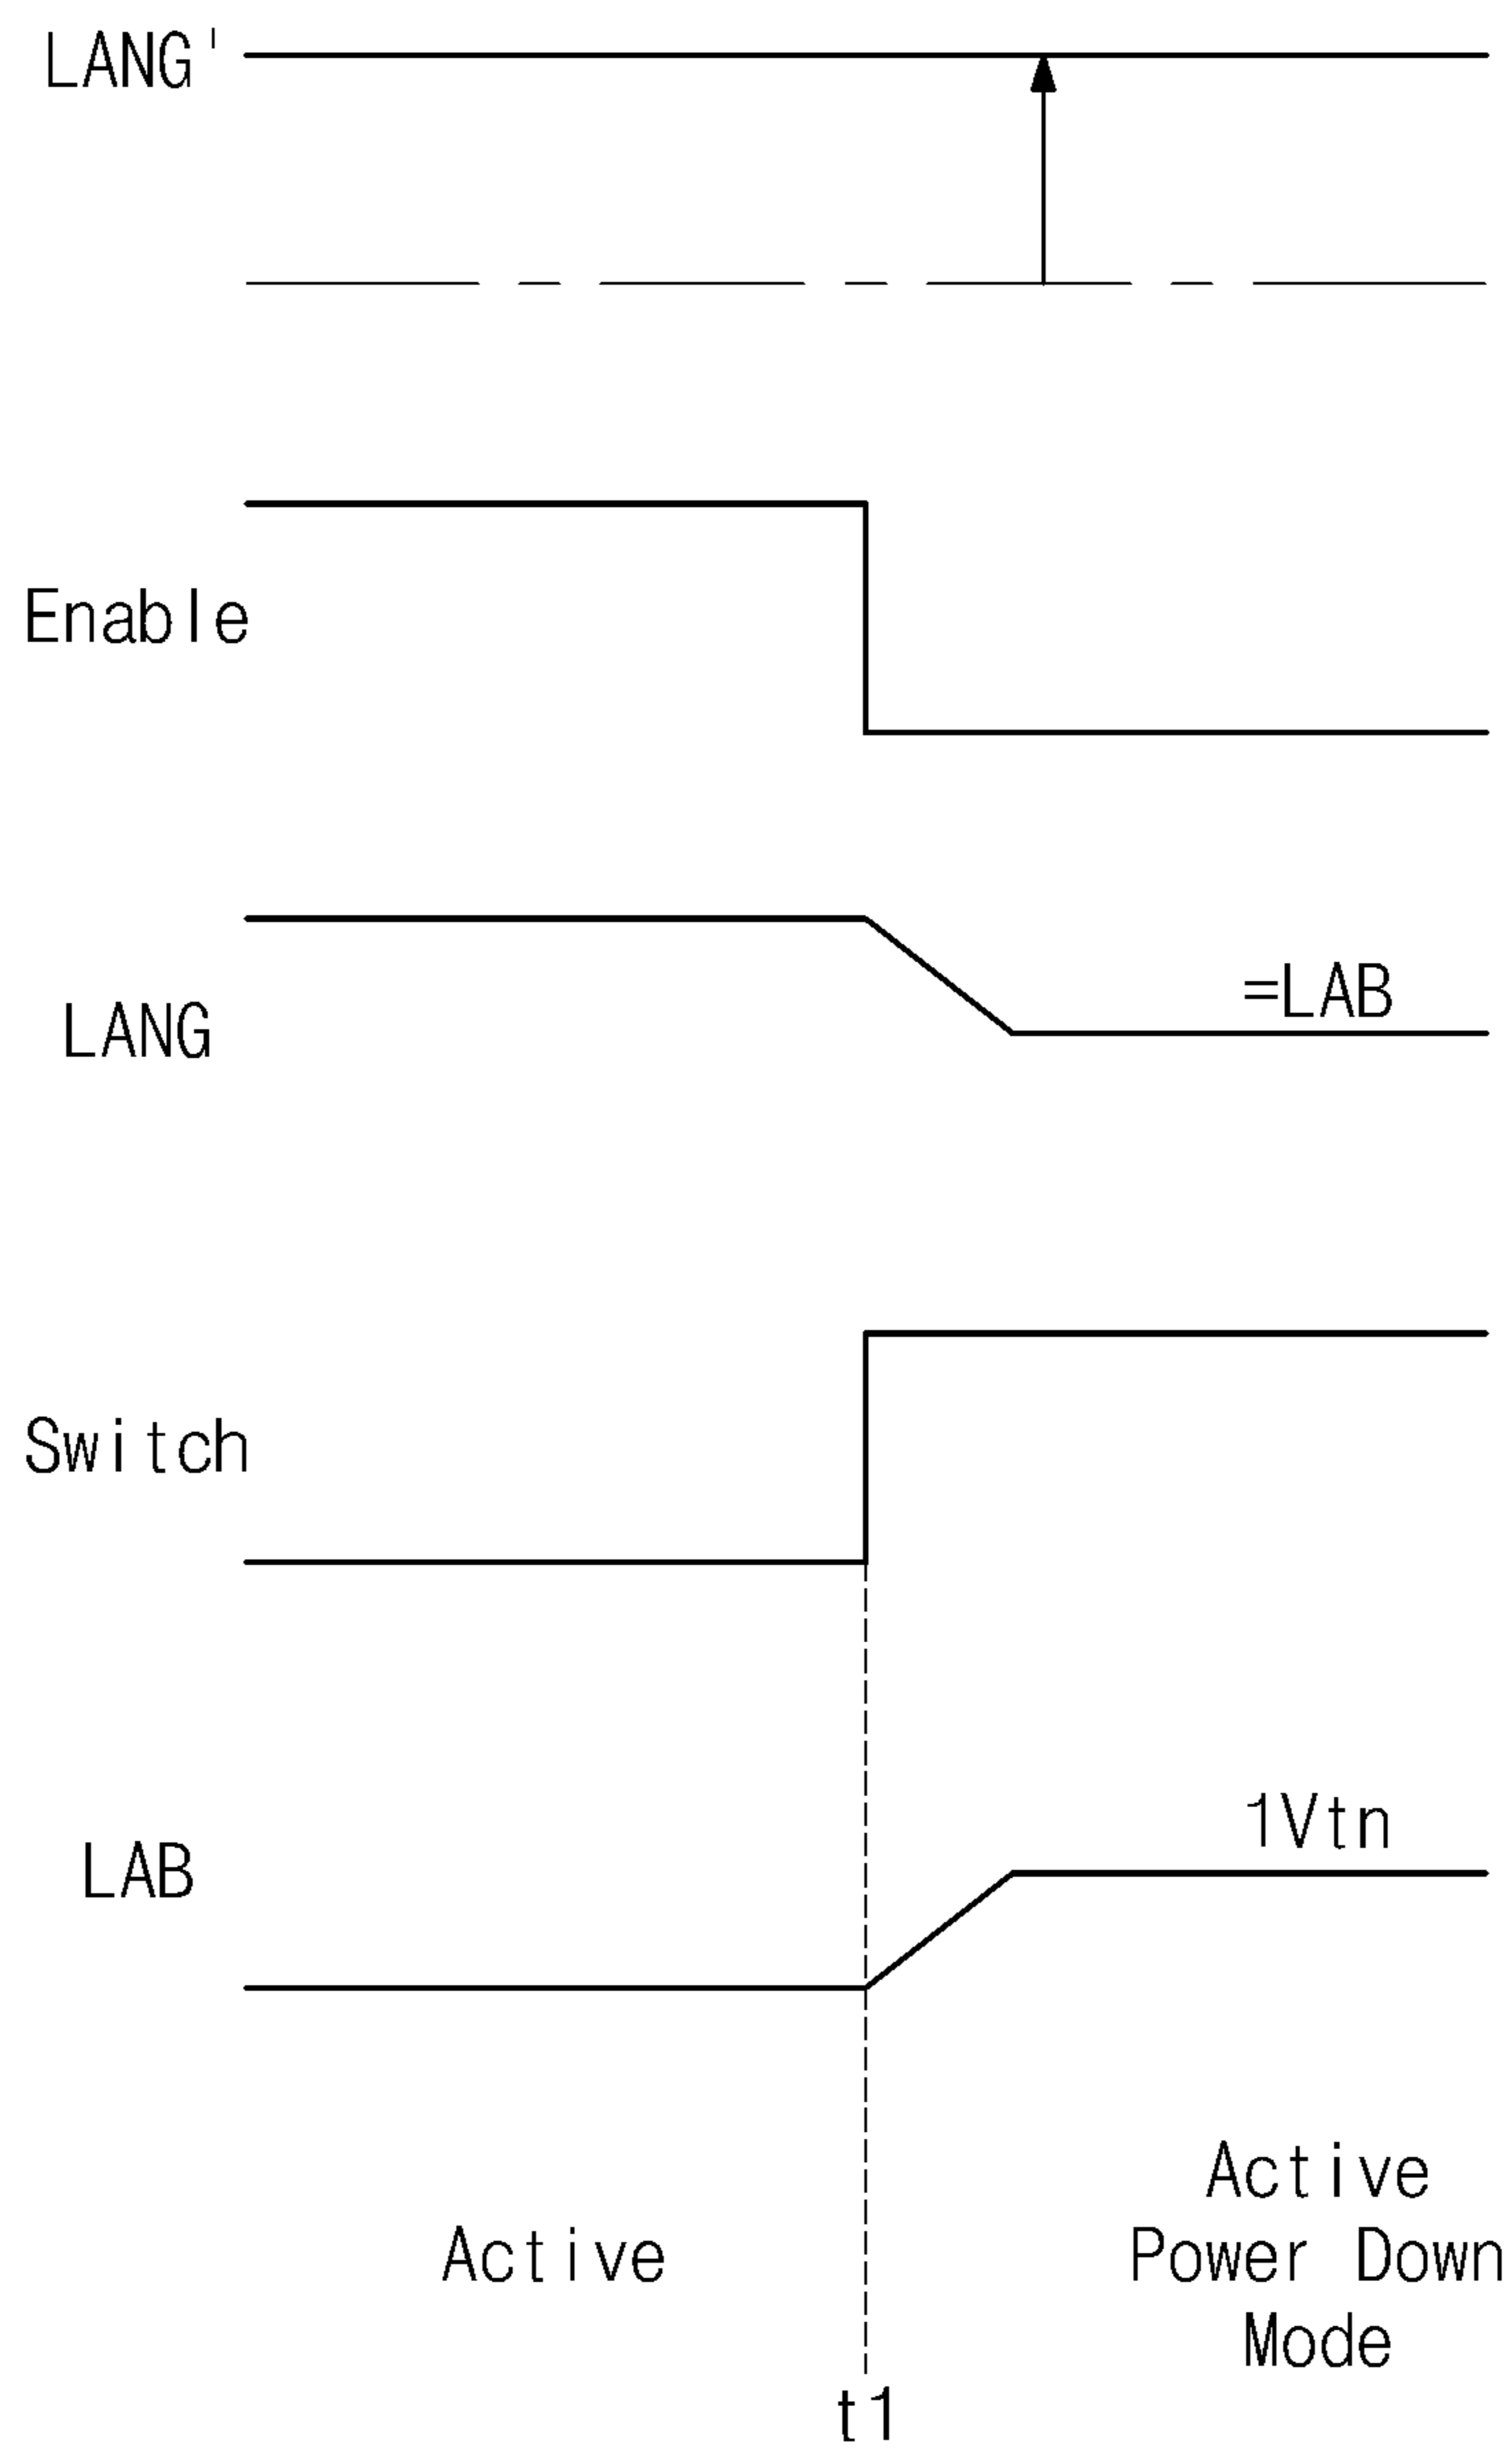 LANG'
Enable
=LAB
LANG
Switch
1Vtn
LAB
Active
Active
Power Down
Mode
t1